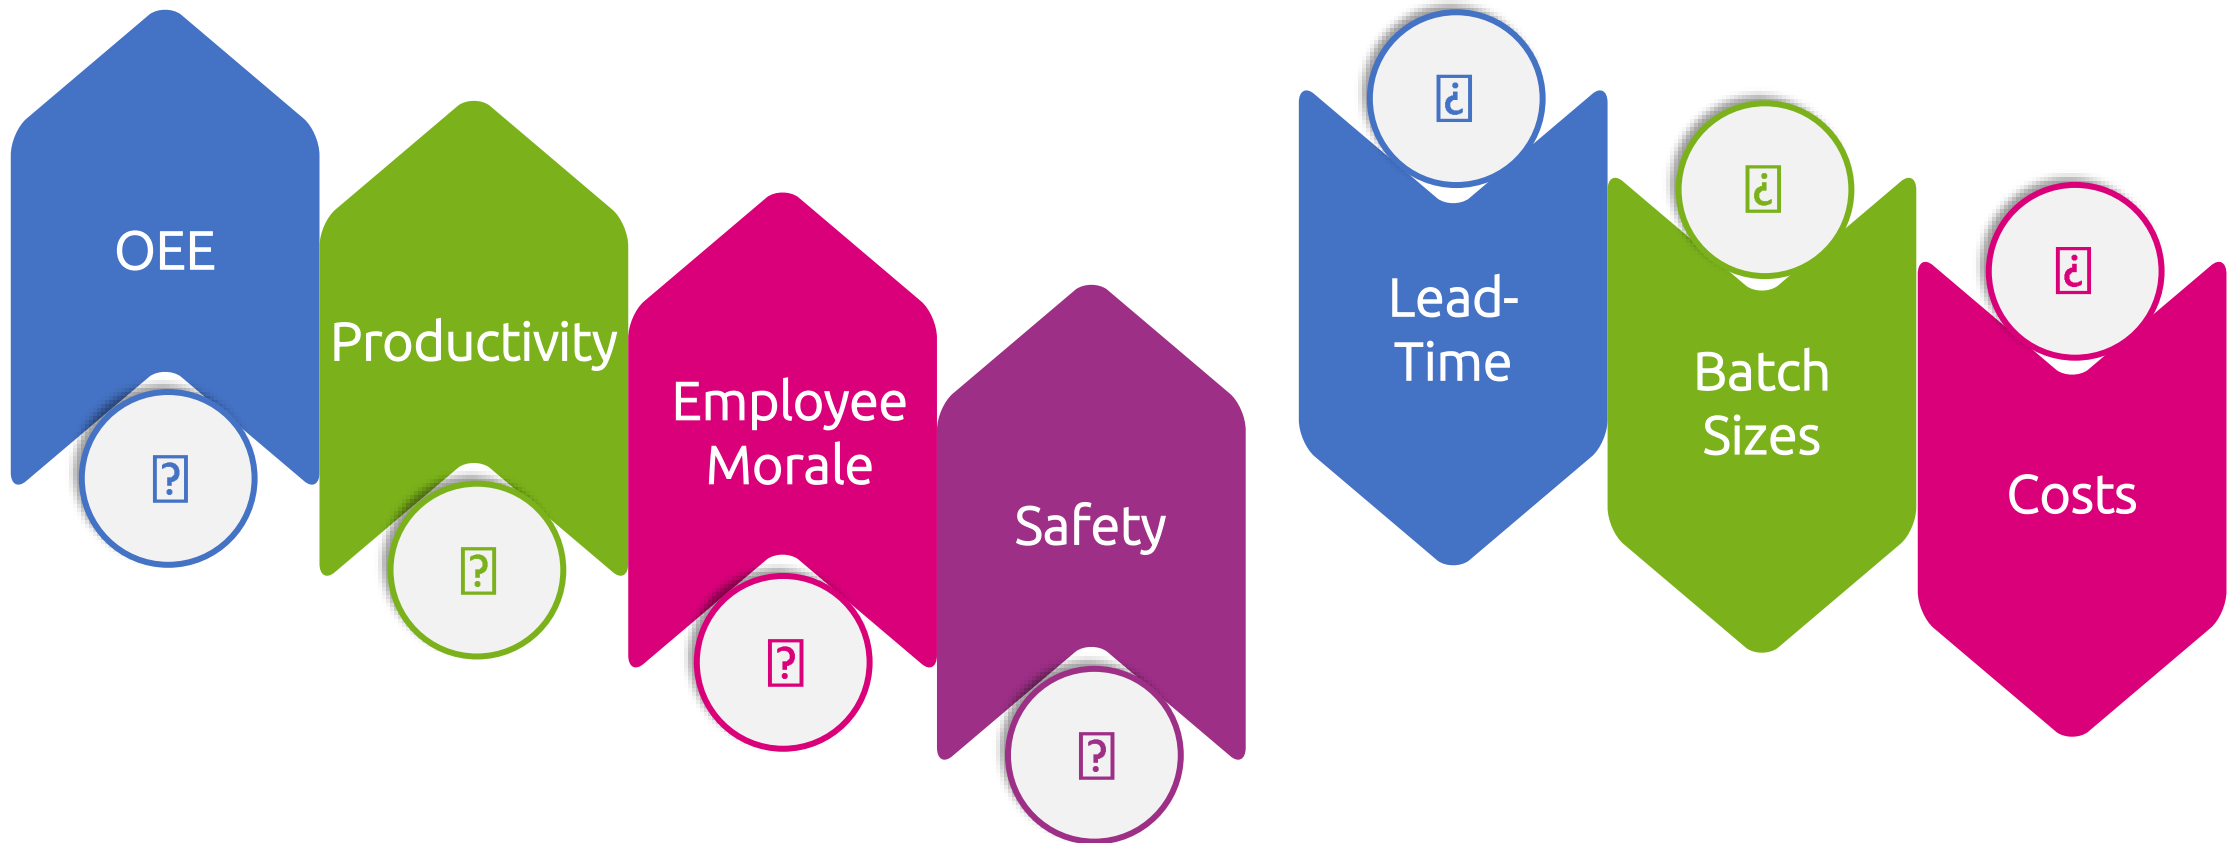 OEE
Productivity
Employee
Morale
Safety
Lead-
Time
Batch
Sizes
Costs